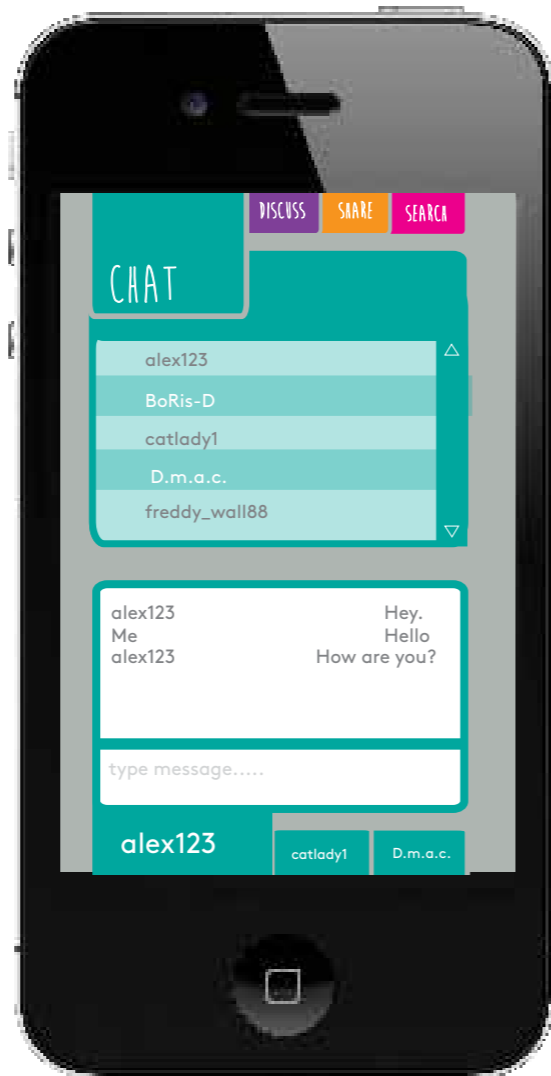 DISCUSS SHARE SEARCH
CHAT
alex123
BoRis-D
catlady1
D.m.a.c.
freddy_wall88
alex123 Hey.
Me Hello
alex123 How are you?
type message.....
alex123 catlady1 D.m.a.c.